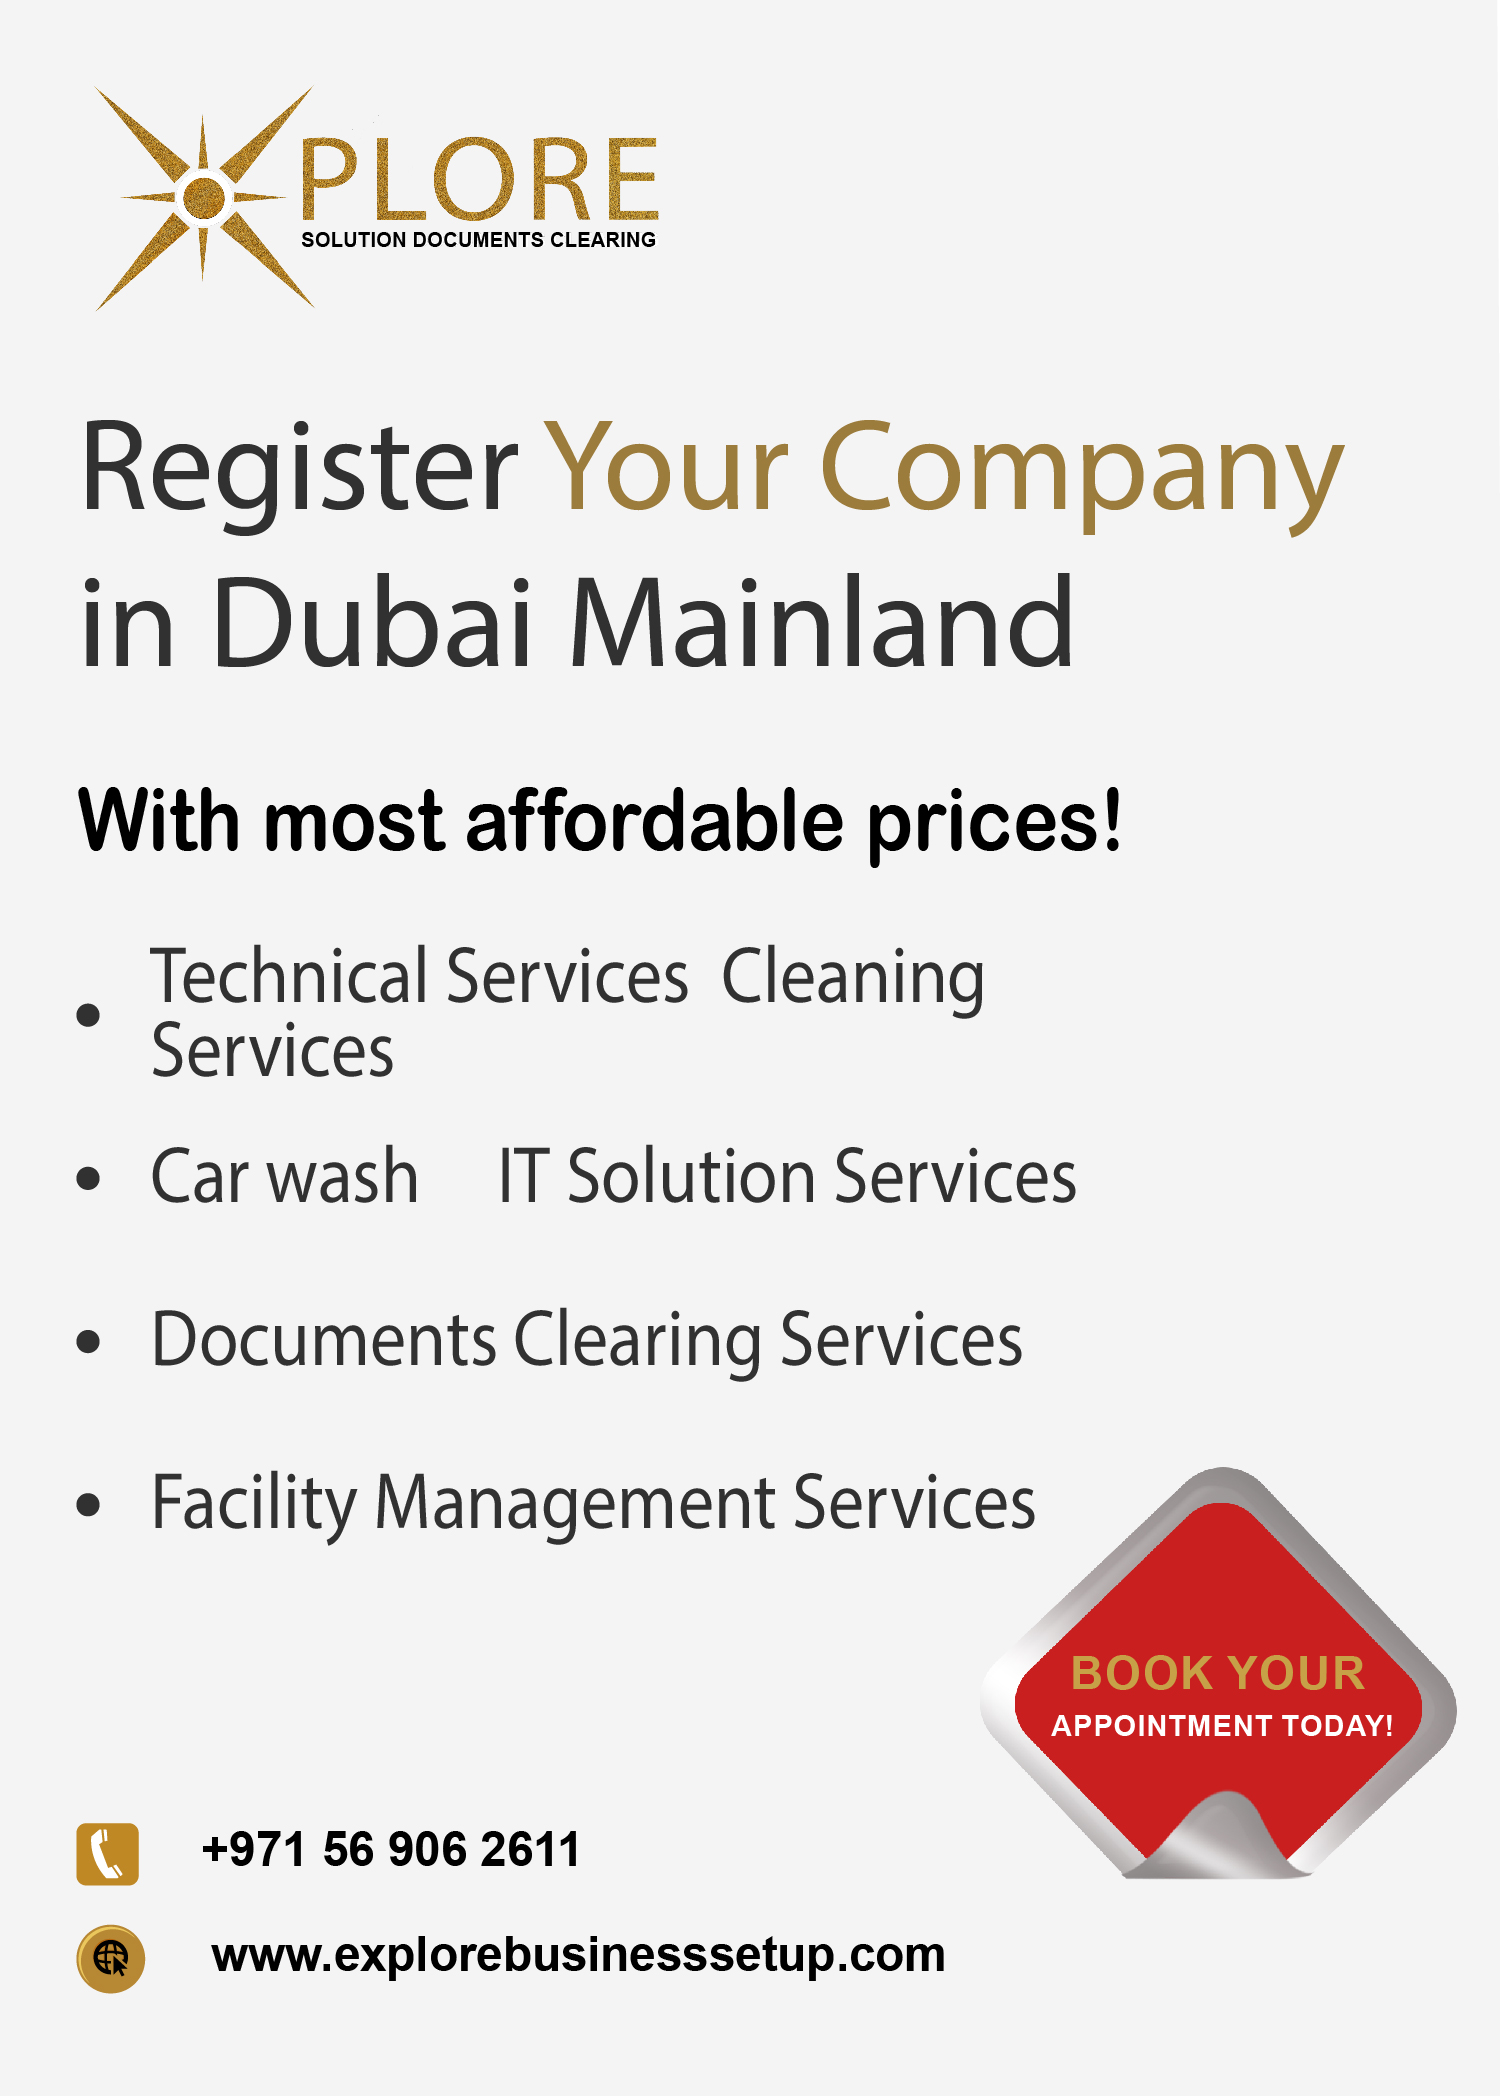 XPLORE
SOLUTION DOCUMENTS CLEARING
Register Your Company
in Dubai Mainland
With most affordable prices!
• Technical Services Cleaning
Services
• Car wash IT Solution Services
• Documents Clearing Services
• Facility Management Services
BOOK YOUR
APPOINTMENT TODAY!
+971 56 906 2611
www.explorebusinesssetup.com